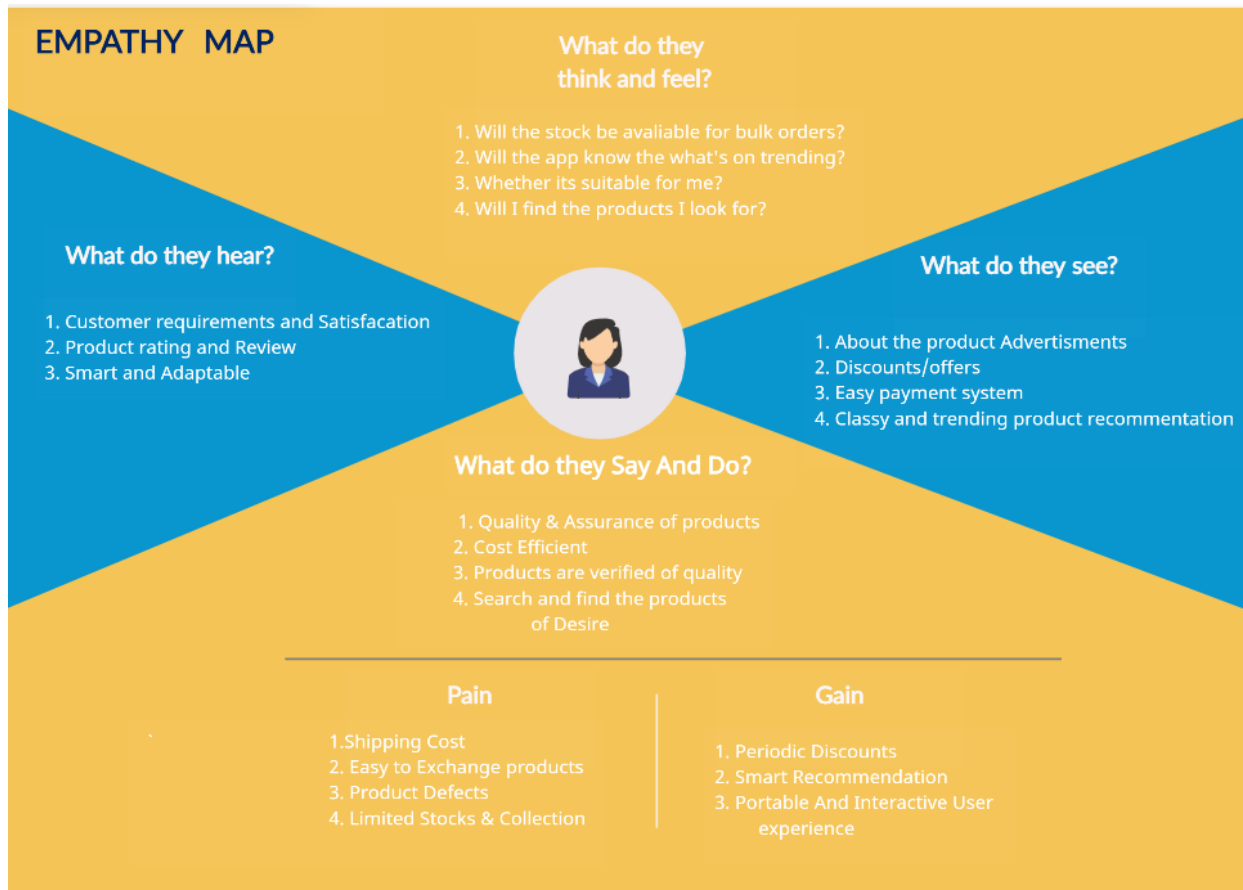 EMPATHY MAP
What do they
think and feel?
1. Will the stock be avaliable for bulk orders?
2. Will the app know the what's on trending?
3. Whether its suitable for me?
4. Will I find the products I look for?
What do they hear?
1. Customer requirements and Satisfacation
2. Product rating and Review
3. Smart and Adaptable
What do they see?
1. About the product Advertisments
2. Discounts/offers
3. Easy payment system
4. Classy and trending product recommentation
What do they Say And Do?
1. Quality & Assurance of products
2. Cost Efficient
3. Products are verified of quality
4. Search and find the products
of Desire
Pain
1.Shipping Cost
2. Easy to Exchange products
3. Product Defects
4. Limited Stocks & Collection
Gain
1. Periodic Discounts
2. Smart Recommendation
3. Portable And Interactive User
experience